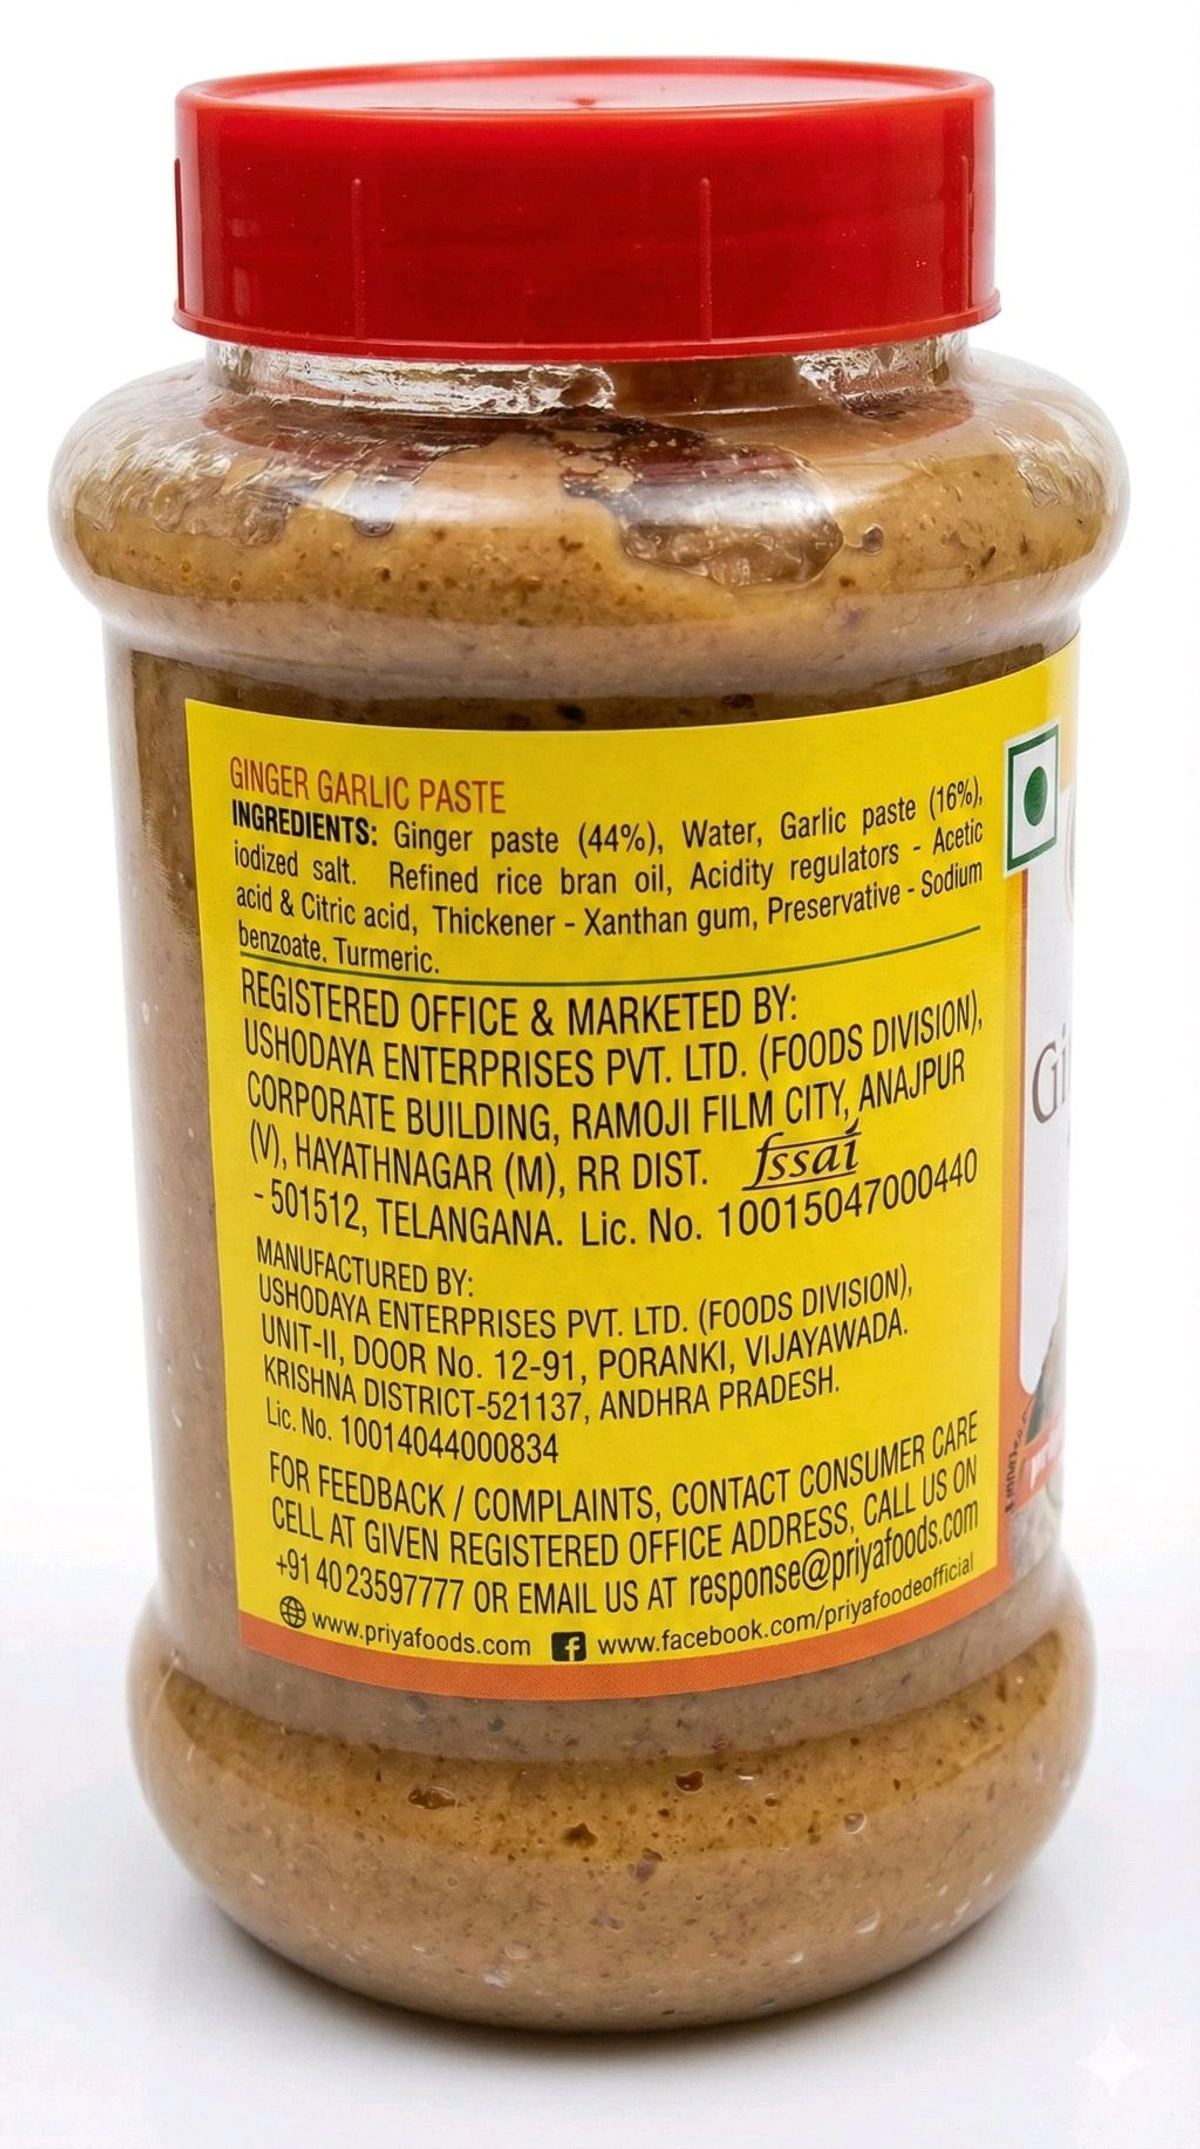 GINGER GARLIC PASTE
INGREDIENTS: Ginger paste (44%), Water, Garlic paste (16%),
iodized salt. Refined rice bran oil, Acidity regulators - Acetic
acid & Citric acid, Thickener - Xanthan gum, Preservative - Sodium
benzoate. Turmeric.
REGISTERED OFFICE & MARKETED BY:
USHODAYA ENTERPRISES PVT. LTD. (FOODS DIVISION),
CORPORATE BUILDING, RAMOJI FILM CITY, ANAJPUR
(V), HAYATHNAGAR (M), RR DIST. fssai
- 501512, TELANGANA. Lic. No. 10015047000440
MANUFACTURED BY:
USHODAYA ENTERPRISES PVT. LTD. (FOODS DIVISION),
UNIT-II, DOOR No. 12-91, PORANKI, VIJAYAWADA.
KRISHNA DISTRICT-521137, ANDHRA PRADESH.
Lic. No. 10014044000834
FOR FEEDBACK / COMPLAINTS, CONTACT CONSUMER CARE
CELL AT GIVEN REGISTERED OFFICE ADDRESS, CALL US ON
+91 40 23597777 OR EMAIL US AT response@priyafoods.com
www.priyafoods.com f www.facebook.com/priyafoodeofficial
Gi